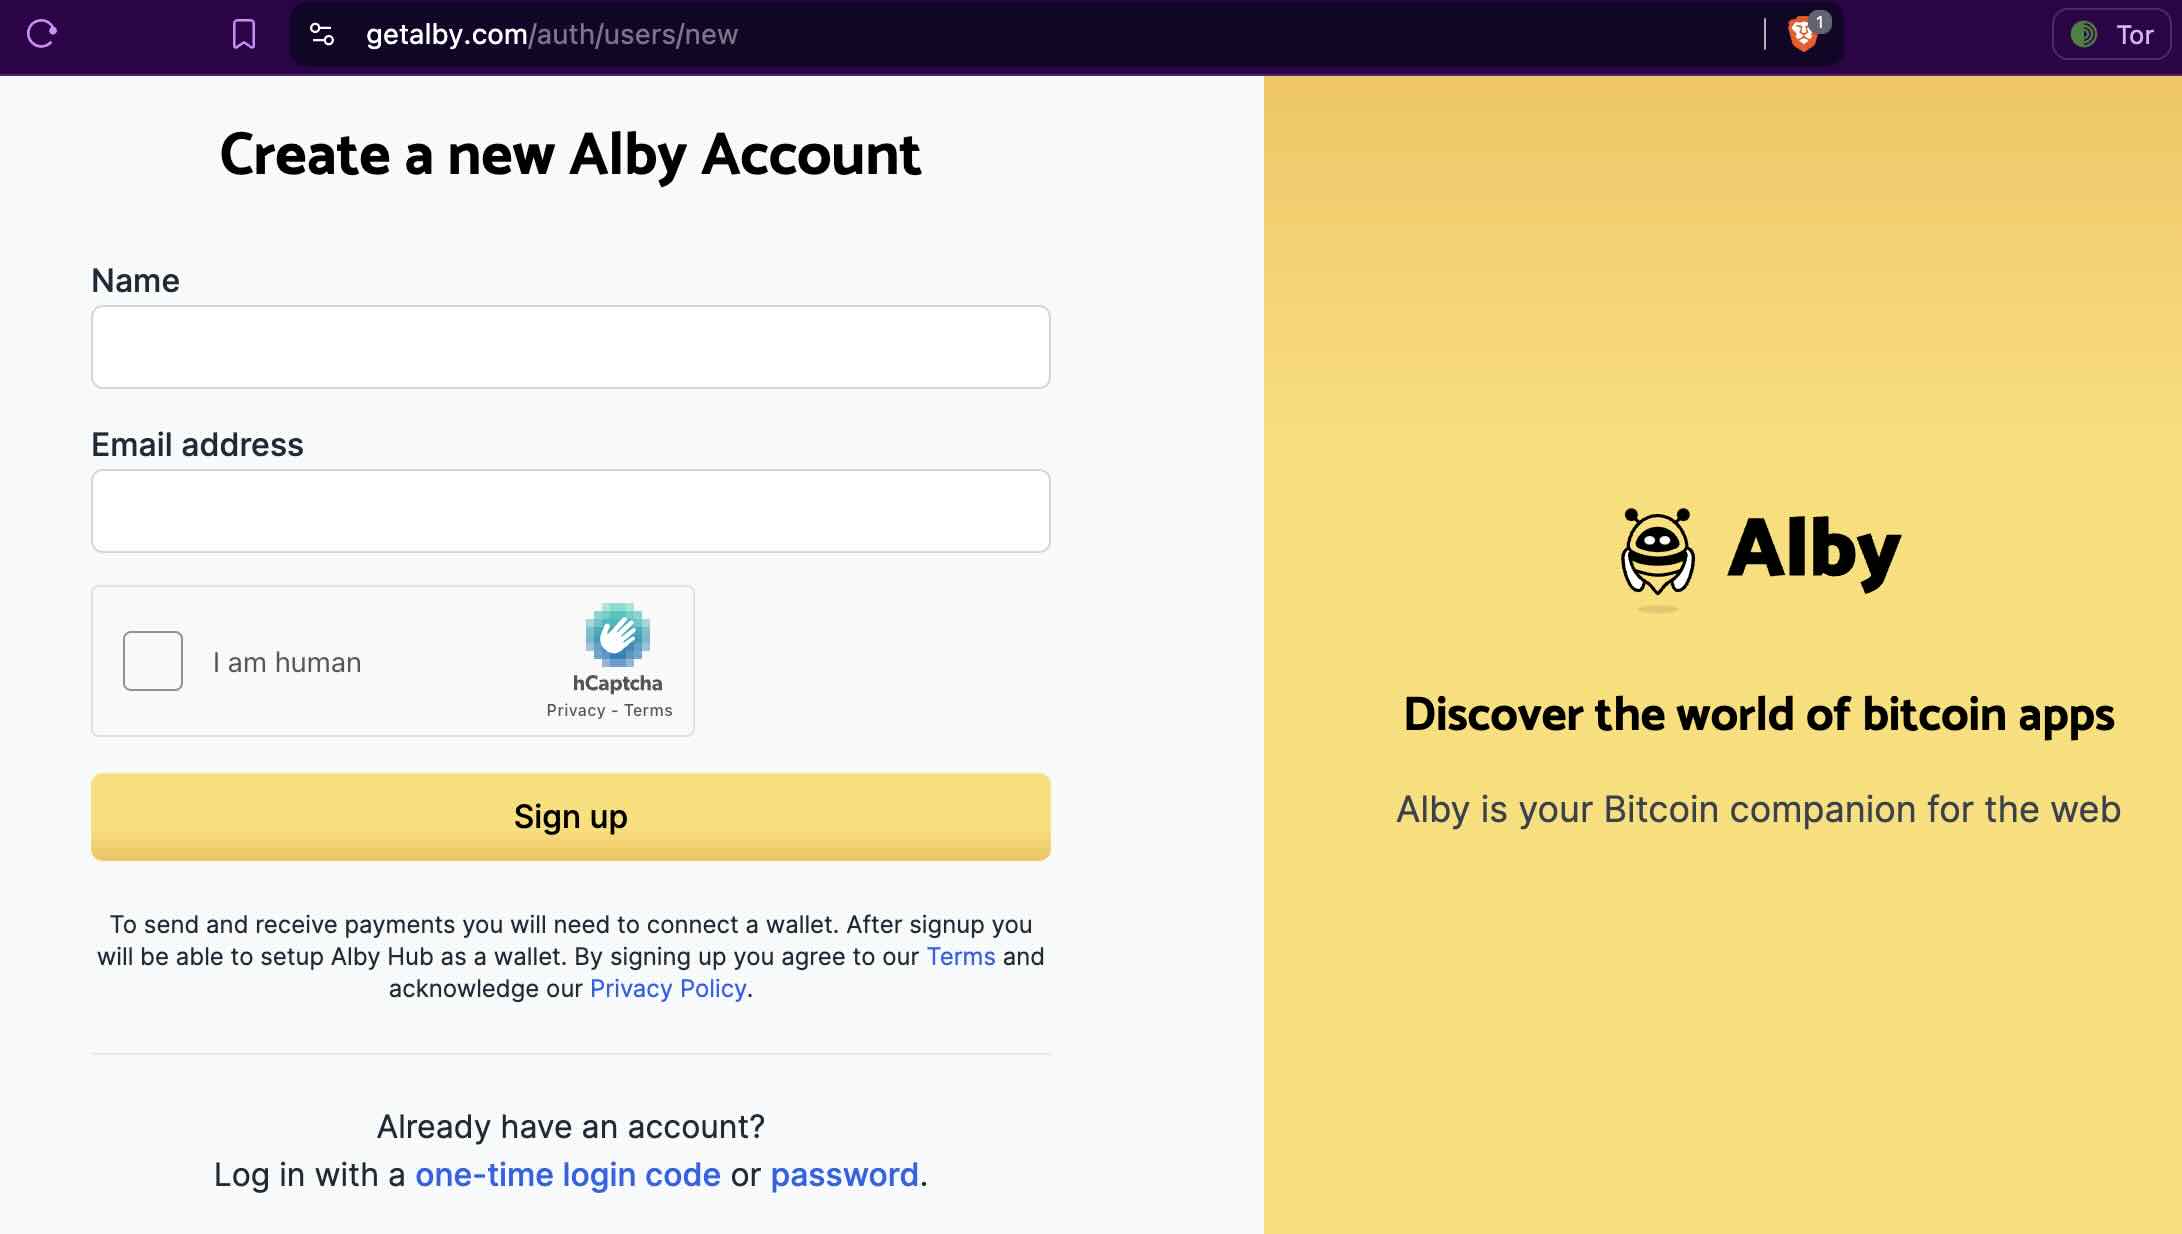 getalby.com/auth/users/new
1
Tor
Create a new Alby Account
Name
Email address
I am human
hCaptcha
Privacy - Terms
Sign up
To send and receive payments you will need to connect a wallet. After signup you
will be able to setup Alby Hub as a wallet. By signing up you agree to our Terms and
acknowledge our Privacy Policy.
Already have an account?
Log in with a one-time login code or password.
Alby
Discover the world of bitcoin apps
Alby is your Bitcoin companion for the web